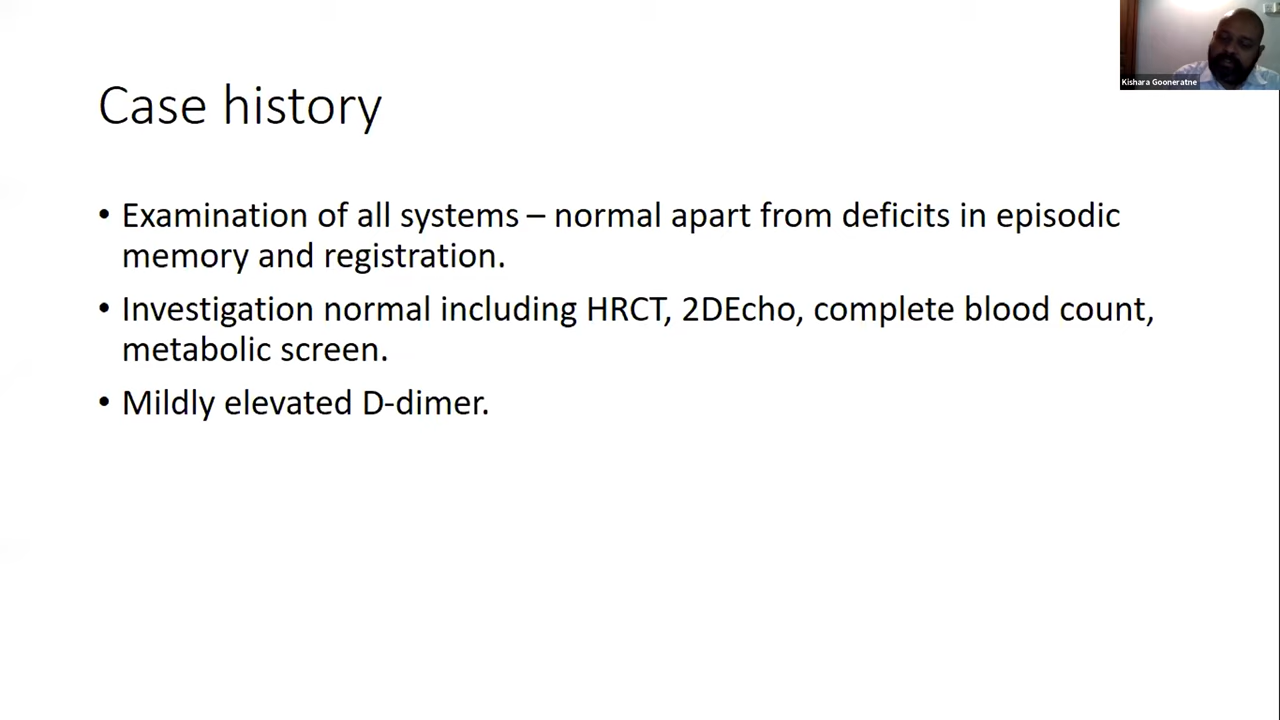 Kishara Gooneratne
Case history
• Examination of all systems – normal apart from deficits in episodic
memory and registration.
• Investigation normal including HRCT, 2DEcho, complete blood count,
metabolic screen.
• Mildly elevated D-dimer.